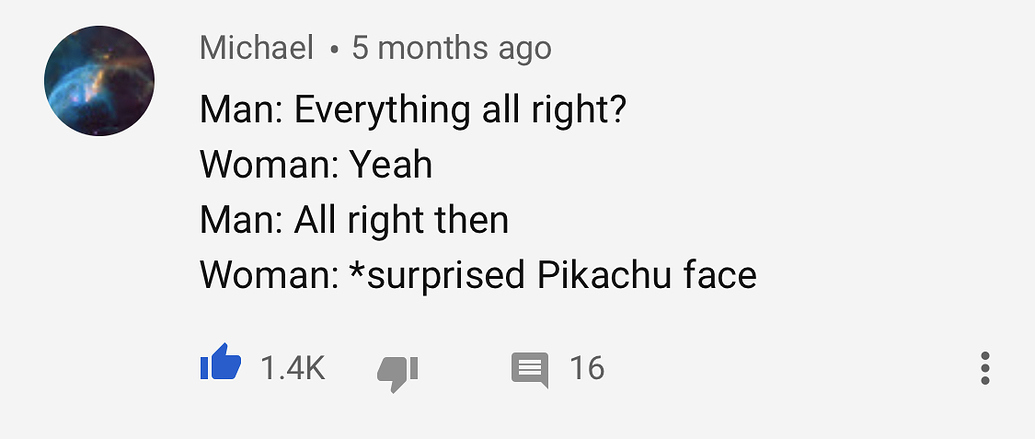 Michael • 5 months ago
Man: Everything all right?
Woman: Yeah
Man: All right then
Woman: *surprised Pikachu face
1.4K 16